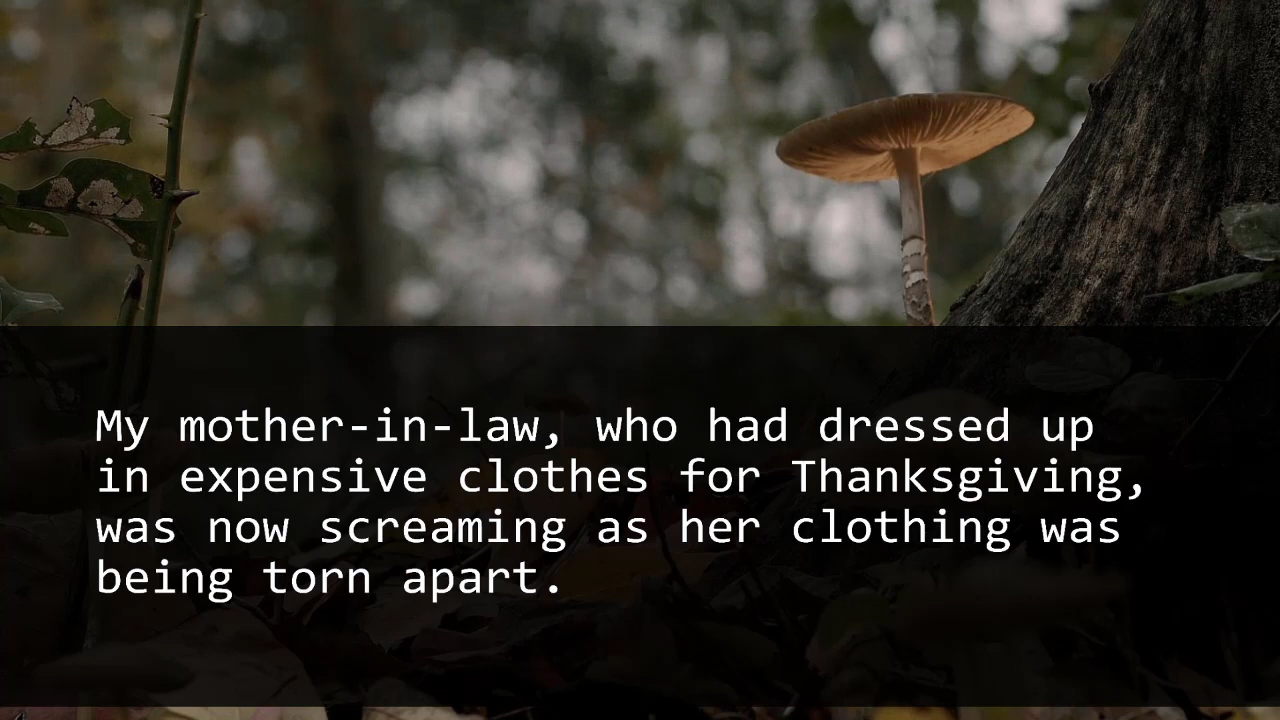 My mother-in-law, who had dressed up
in expensive clothes for Thanksgiving,
was now screaming as her clothing was
being torn apart.